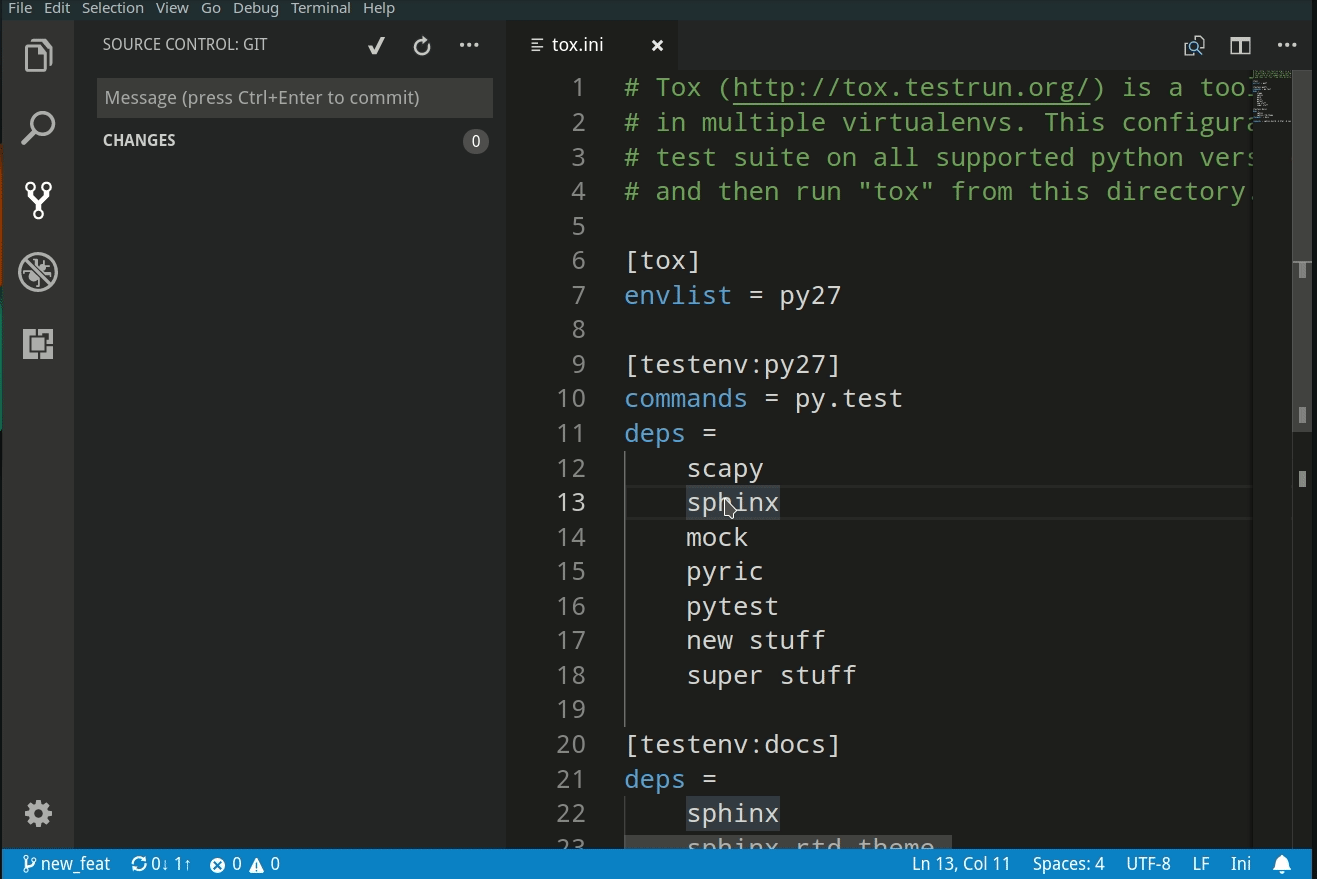 File Edit Selection View Go Debug Terminal Help
SOURCE CONTROL: GIT
Message (press Ctrl+Enter to commit)
CHANGES 0
tox.ini
1 # Tox (http://tox.testrun.org/) is a too
2 # in multiple virtualenvs. This configura
3 # test suite on all supported python vers
4 # and then run "tox" from this directory.
5
6 [tox]
7 envlist = py27
8
9 [testenv:py27]
10 commands = py.test
11 deps =
12 scapy
13 sphinx
14 mock
15 pyric
16 pytest
17 new stuff
18 super stuff
19
20 [testenv:docs]
21 deps =
22 sphinx
23 sphinx_rtd_theme
new_feat 0↓ 1↑ 0 0 Ln 13, Col 11 Spaces: 4 UTF-8 LF Ini